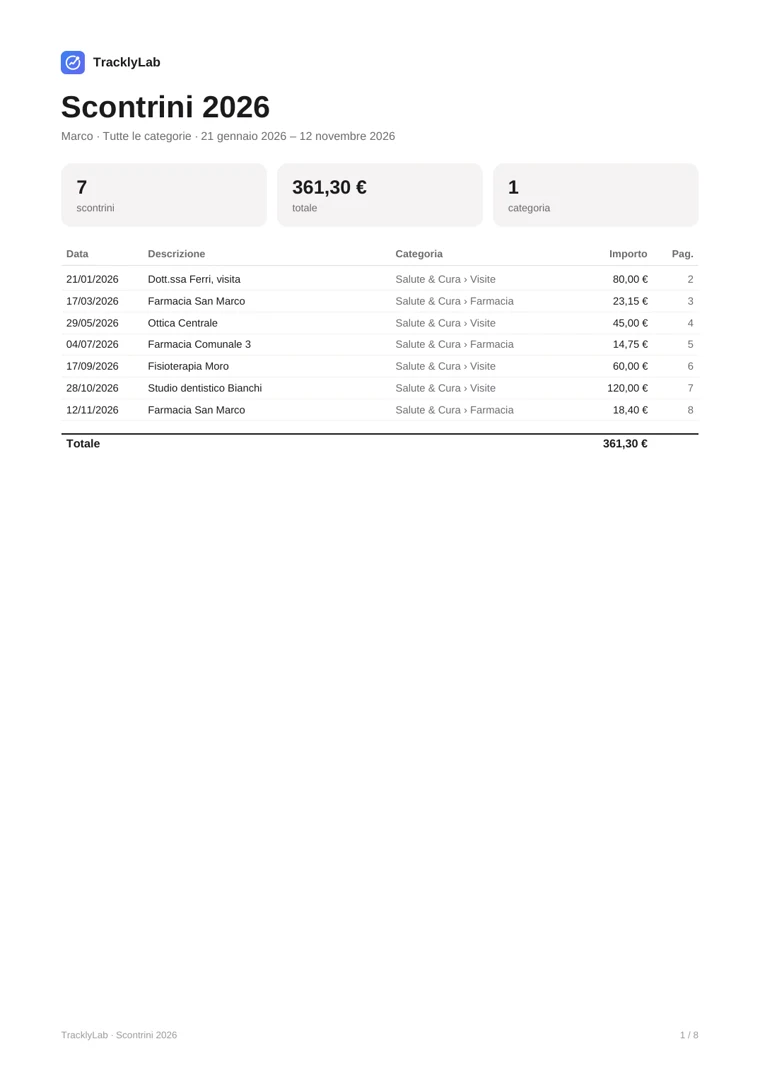 TracklyLab
Scontrini 2026
Marco · Tutte le categorie · 21 gennaio 2026 – 12 novembre 2026
7 361,30 € 1
scontrini totale categoria
Data Descrizione Categoria Importo Pag.
21/01/2026 Dott.ssa Ferri, visita Salute & Cura › Visite 80,00 € 2
17/03/2026 Farmacia San Marco Salute & Cura › Farmacia 23,15 € 3
29/05/2026 Ottica Centrale Salute & Cura › Visite 45,00 € 4
04/07/2026 Farmacia Comunale 3 Salute & Cura › Farmacia 14,75 € 5
17/09/2026 Fisioterapia Moro Salute & Cura › Visite 60,00 € 6
28/10/2026 Studio dentistico Bianchi Salute & Cura › Visite 120,00 € 7
12/11/2026 Farmacia San Marco Salute & Cura › Farmacia 18,40 € 8
Totale 361,30 €
TracklyLab · Scontrini 2026 1 / 8